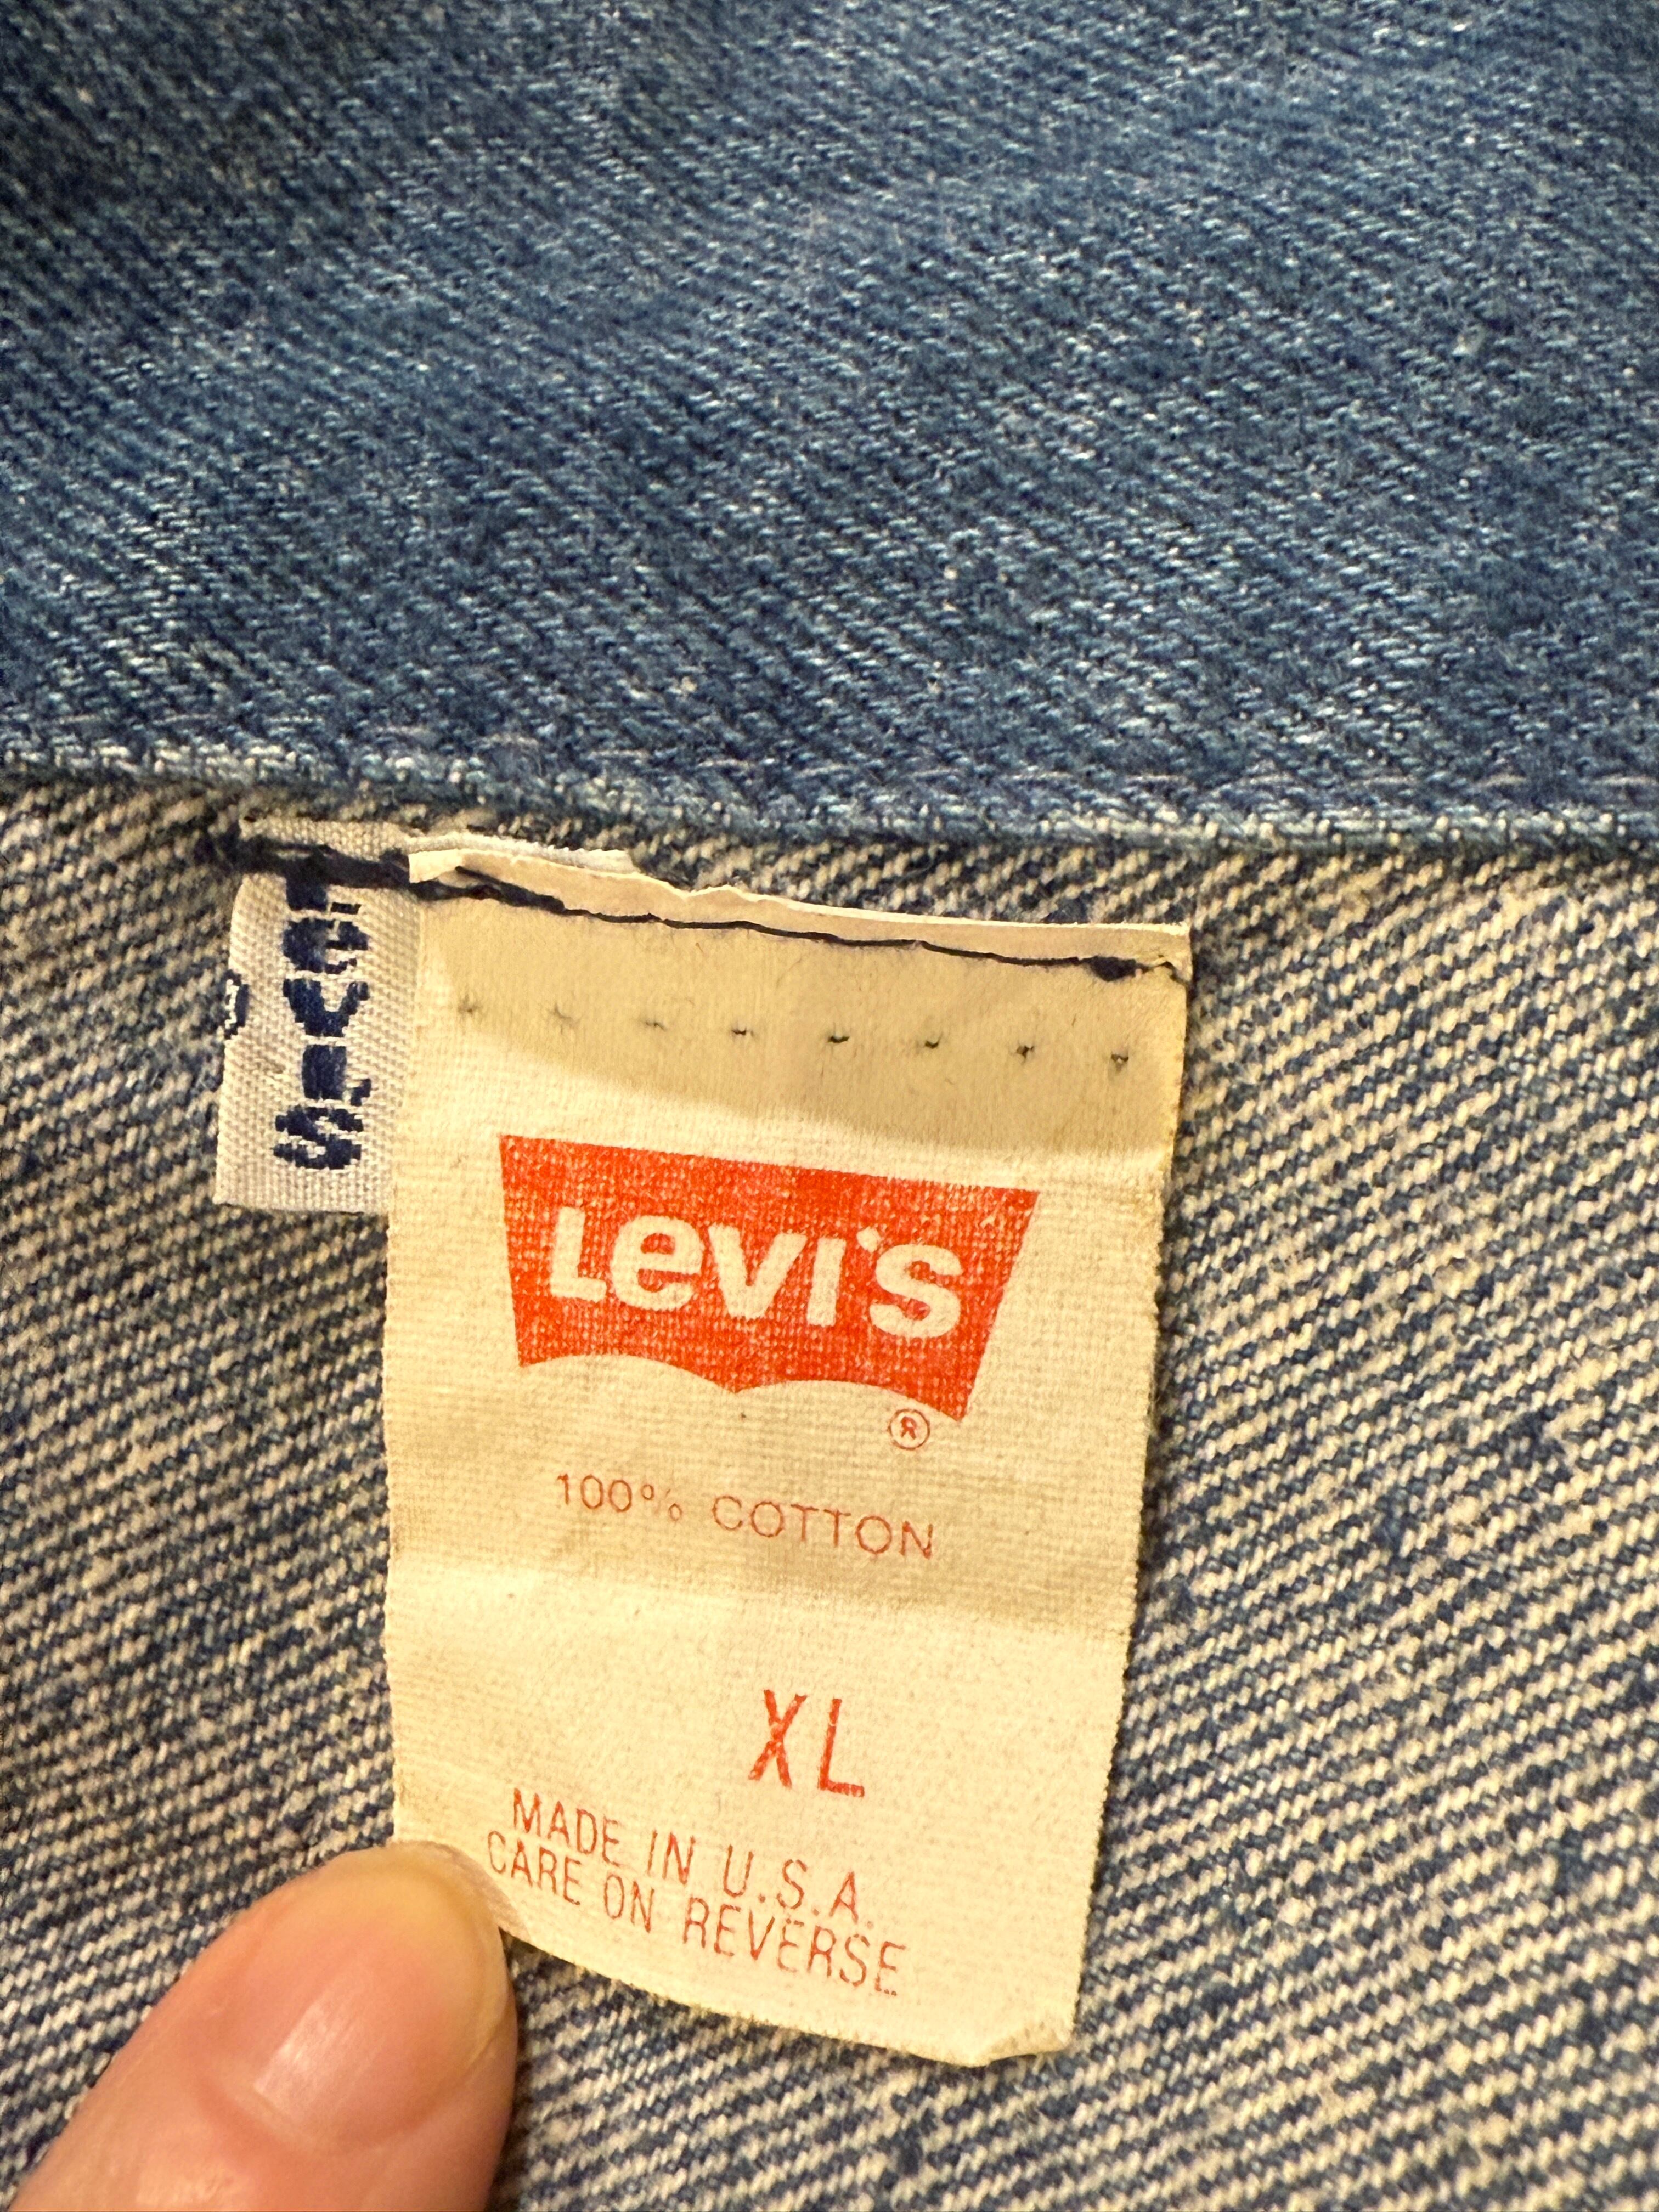 Levi's
LEVI'S
®
100% COTTON
XL
MADE IN U.S.A.
CARE ON REVERSE